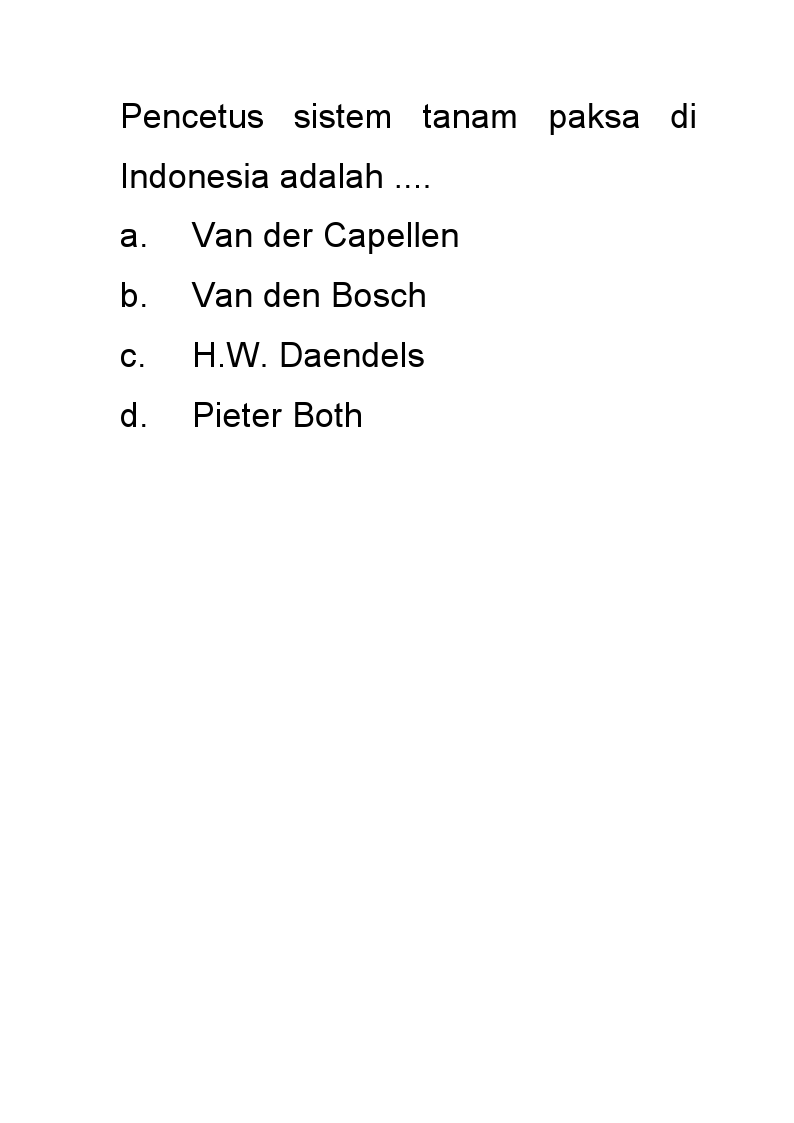 Pencetus sistem tanam paksa di
Indonesia adalah ....
a. Van der Capellen
b. Van den Bosch
c. H.W. Daendels
d. Pieter Both